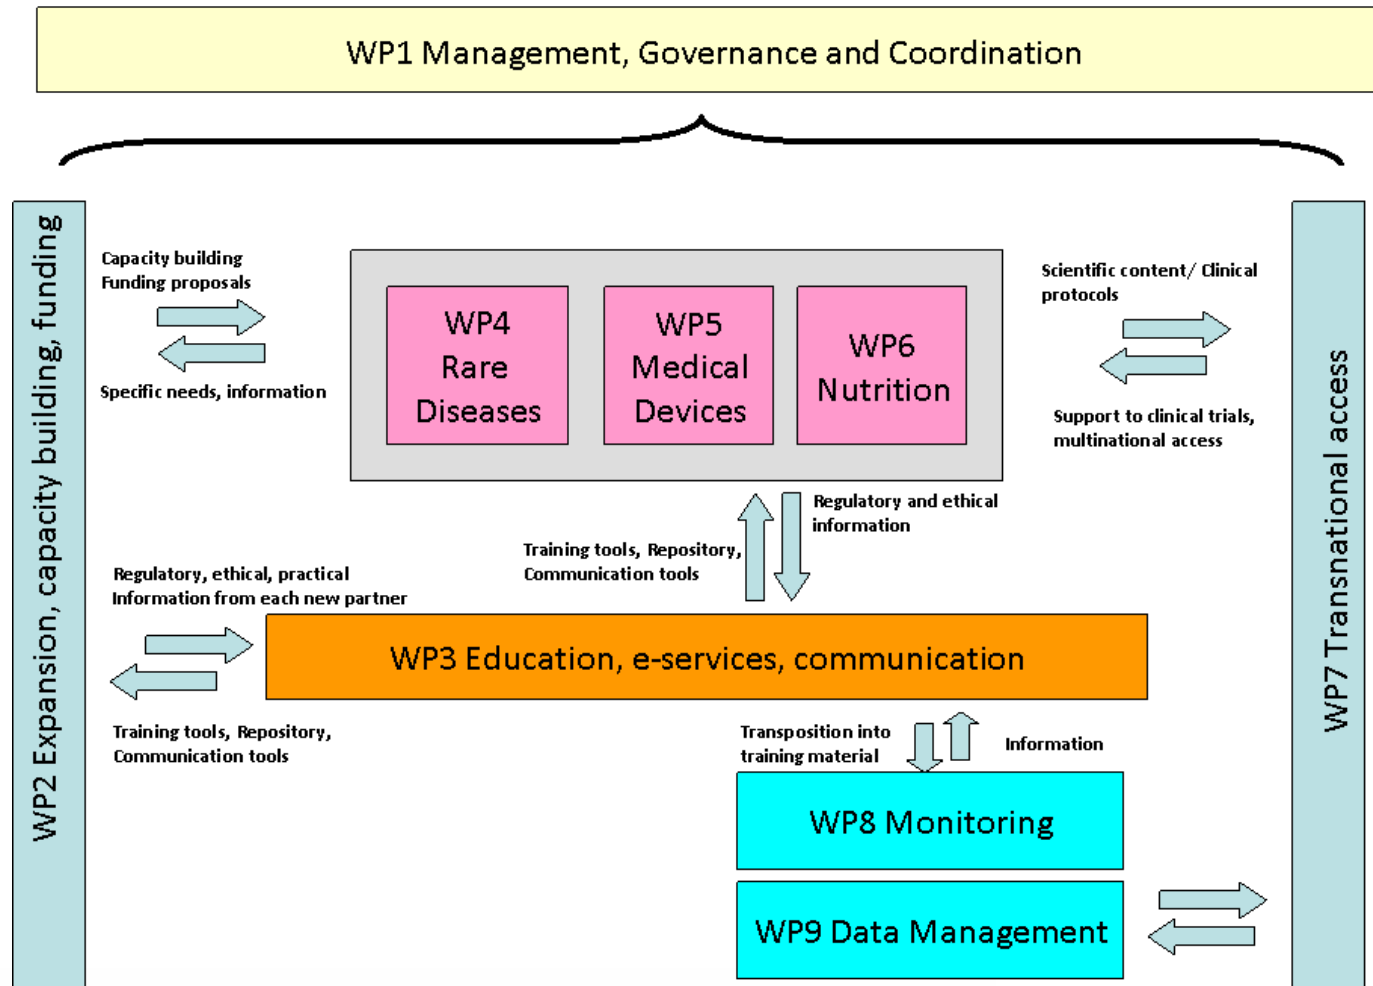 WP1 Management, Governance and Coordination
WP2 Expansion, capacity building, funding
Capacity building
Funding proposals
Specific needs, information
WP4
Rare
Diseases
WP5
Medical
Devices
WP6
Nutrition
Scientific content/ Clinical
protocols
Support to clinical trials,
multinational access
WP7 Transnational access
Regulatory and ethical
information
Training tools, Repository,
Communication tools
Regulatory, ethical, practical
Information from each new partner
WP3 Education, e-services, communication
Training tools, Repository,
Communication tools
Transposition into
training material
Information
WP8 Monitoring
WP9 Data Management